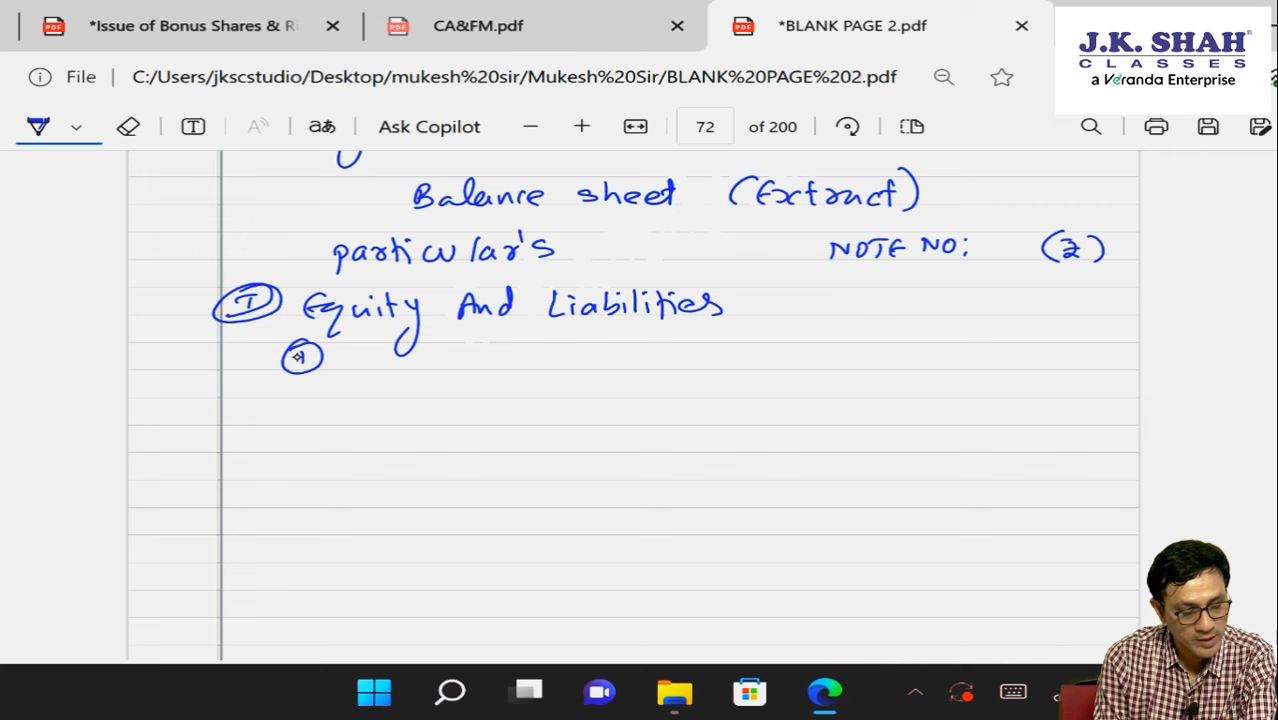 *Issue of Bonus Shares & Ri
CA&FM.pdf
*BLANK PAGE 2.pdf
J.K. SHAH®
CLASSES
a Veranda Enterprise
File
C:/Users/jkscstudio/Desktop/mukesh%20sir/Mukesh%20Sir/BLANK%20PAGE%202.pdf
Ask Copilot
72 of 200
Balance sheet (Extract)
particular's NOTE NO: (₹)
I Equity And Liabilities